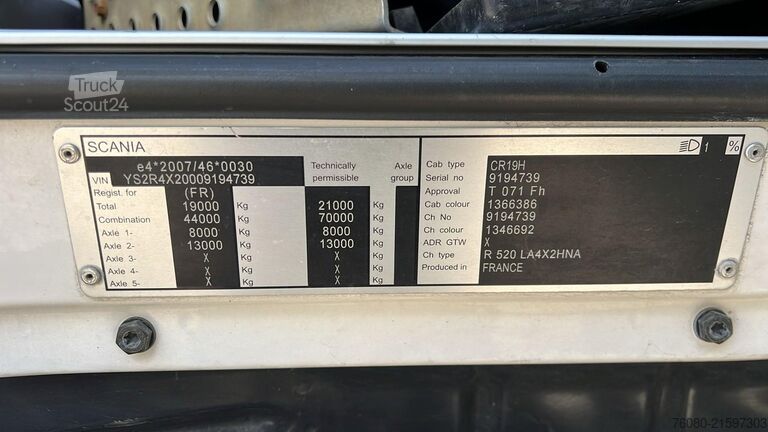 Truck
Scout24
SCANIA
e4*2007/46*0030
VIN YS2R4X20009194739
Technically permissible
Axle group
Regist. for (FR)
Total 19000 Kg 21000 Kg
Combination 44000 Kg 70000 Kg
Axle 1- 8000 Kg 8000 Kg
Axle 2- 13000 Kg 13000 Kg
Axle 3- X Kg X Kg
Axle 4- X Kg X Kg
Axle 5- X Kg X Kg
1 %
Cab type CR19H
Serial no 9194739
Approval T 071 Fh
Cab colour 1366386
Ch No 9194739
Ch colour 1346692
ADR GTW X
Ch type R 520 LA4X2HNA
Produced in FRANCE
76080-21597303